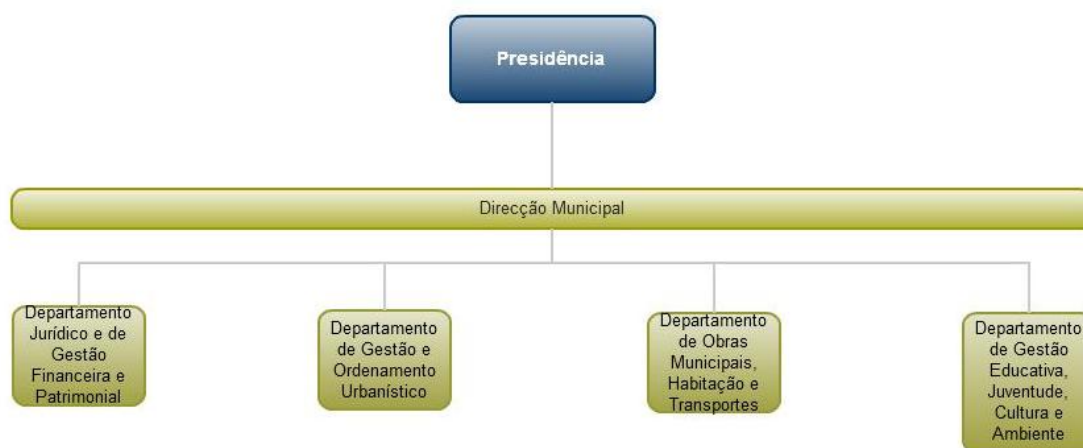 Presidência
Direcção Municipal
Departamento
Jurídico e de
Gestão
Financeira e
Patrimonial
Departamento
de Gestão e
Ordenamento
Urbanístico
Departamento
de Obras
Municipais,
Habitação e
Transportes
Departamento
de Gestão
Educativa,
Juventude,
Cultura e
Ambiente